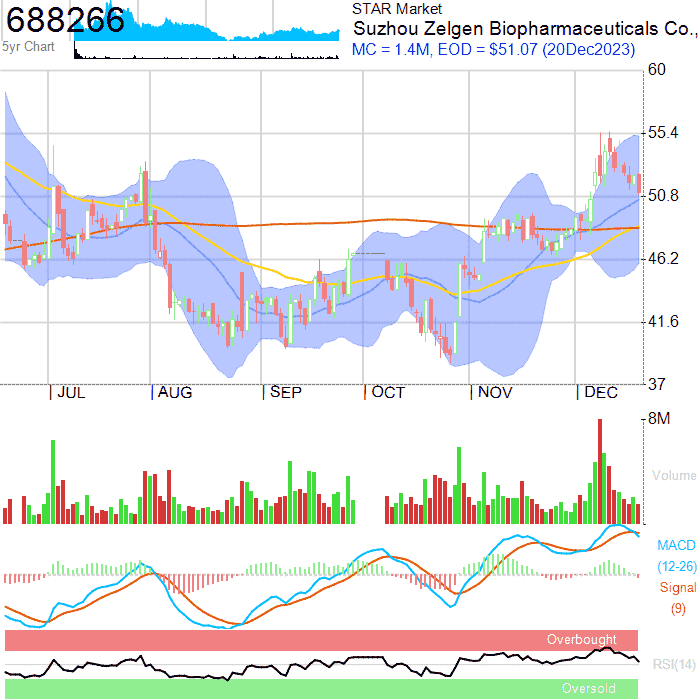 688266
5yr Chart
STAR Market
Suzhou Zelgen Biopharmaceuticals Co.,
MC = 1.4M, EOD = $51.07 (20Dec2023)
60
55.4
50.8
46.2
41.6
37
JUL AUG SEP OCT NOV DEC
8M
Volume
MACD
(12-26)
Signal
(9)
Overbought
RSI(14)
Oversold